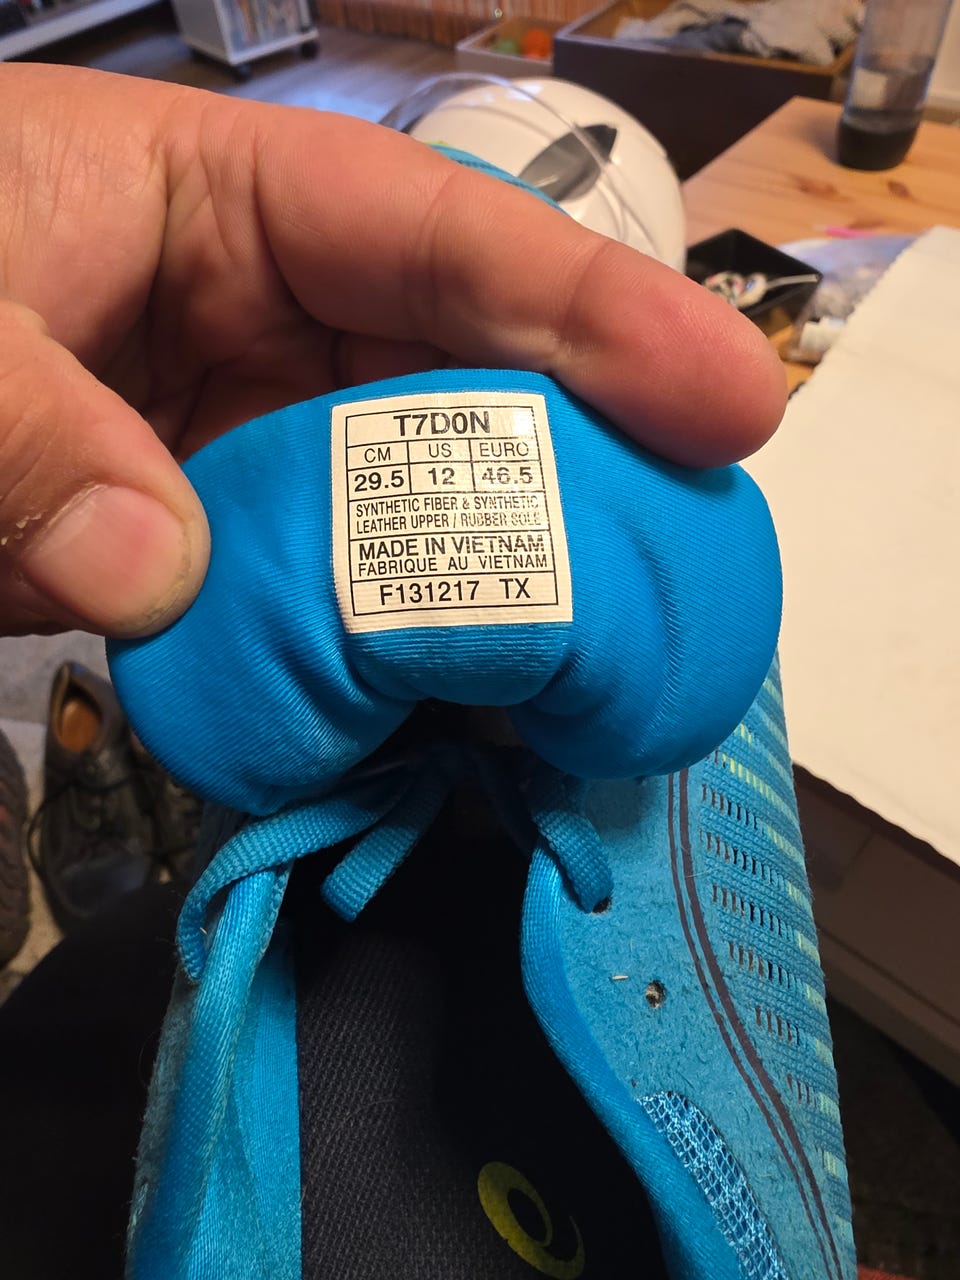 T7D0N
CM US EURO
29.5 12 46.5
SYNTHETIC FIBER & SYNTHETIC
LEATHER UPPER / RUBBER SOLE
MADE IN VIETNAM
FABRIQUE AU VIETNAM
F131217 TX